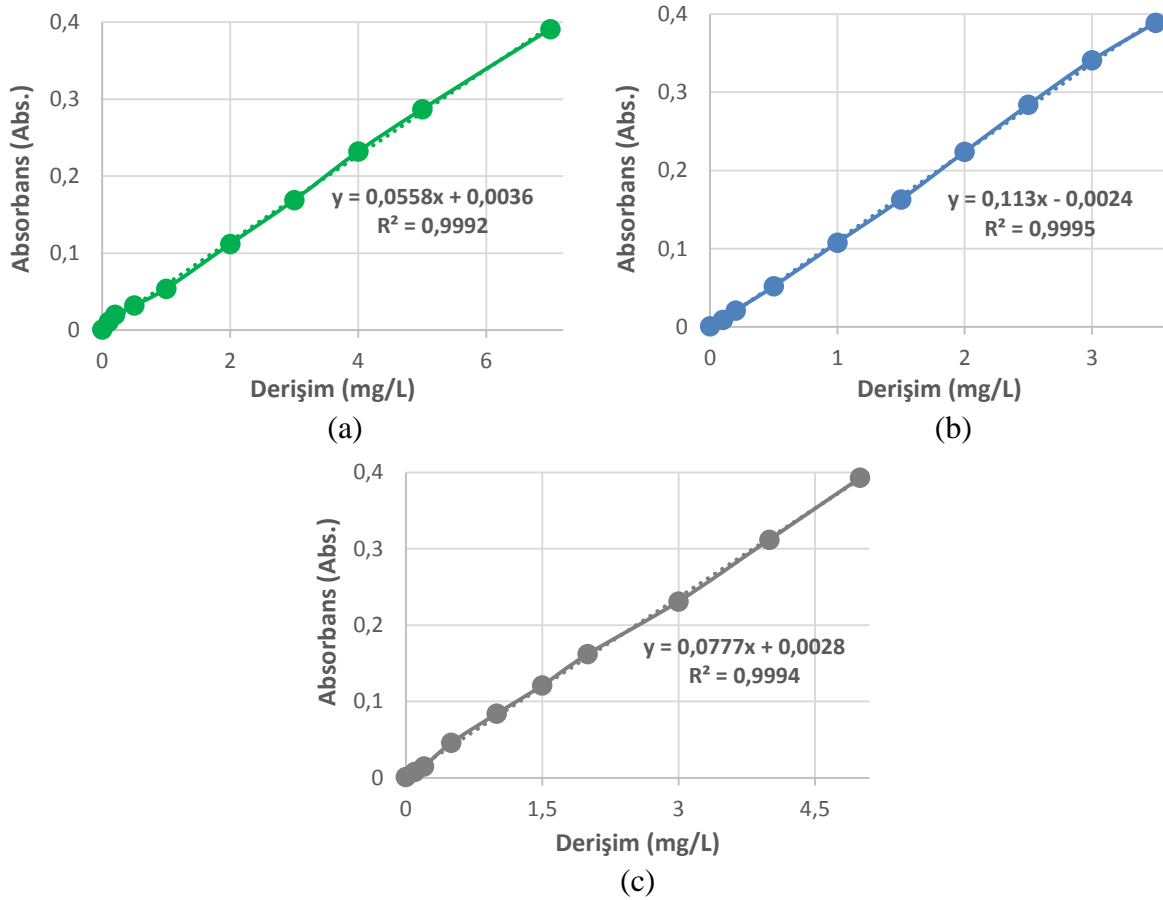 0,4
0,3
0,2
0,1
0
Absorbans (Abs.)
y = 0,0558x + 0,0036
R² = 0,9992
0 2 4 6
Derişim (mg/L)
(a)
0,4
0,3
0,2
0,1
0
Absorbans (Abs.)
y = 0,113x - 0,0024
R² = 0,9995
0 1 2 3
Derişim (mg/L)
(b)
0,4
0,3
0,2
0,1
0
Absorbans (Abs.)
y = 0,0777x + 0,0028
R² = 0,9994
0 1,5 3 4,5
Derişim (mg/L)
(c)